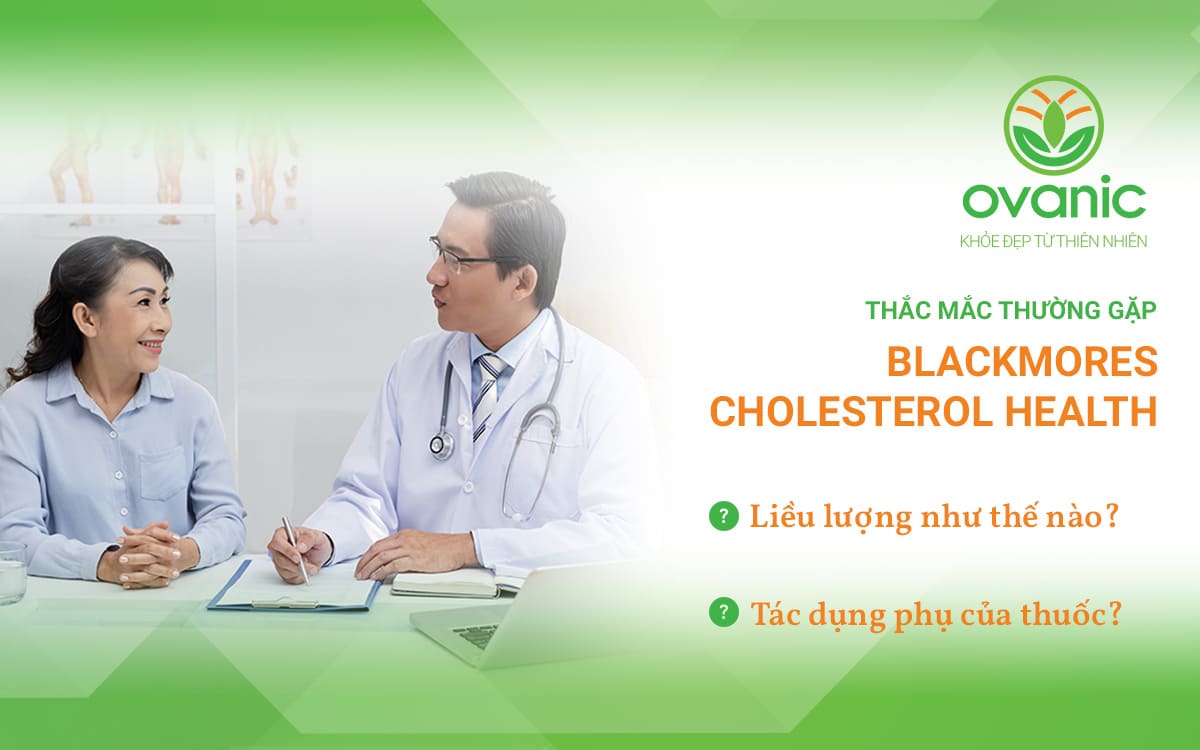 ovanic
KHỎE ĐẸP TỪ THIÊN NHIÊN
THẮC MẮC THƯỜNG GẶP
BLACKMORES
CHOLESTEROL HEALTH
? Liều lượng như thế nào?
? Tác dụng phụ của thuốc?